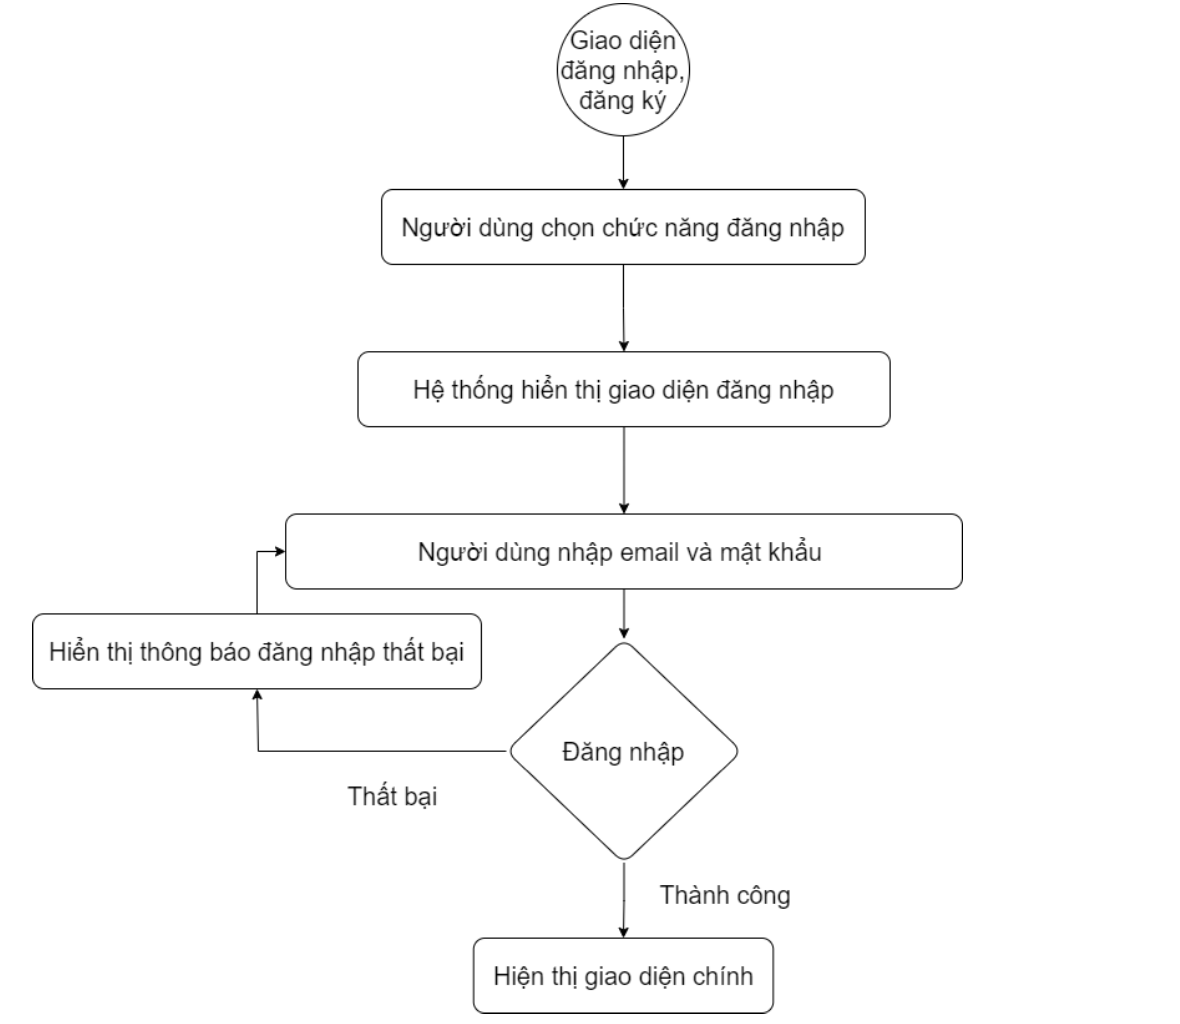 Giao diện
đăng nhập,
đăng ký
Người dùng chọn chức năng đăng nhập
Hệ thống hiển thị giao diện đăng nhập
Người dùng nhập email và mật khẩu
Hiển thị thông báo đăng nhập thất bại
Đăng nhập
Thất bại
Thành công
Hiện thị giao diện chính